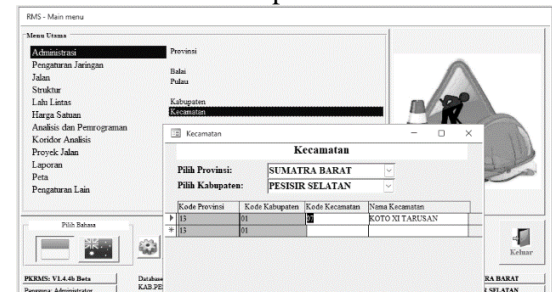 RMS - Main menu
Menu Utama
Administrasi
Pengaturan Jaringan
Jalan
Struktur
Lalu Lintas
Harga Satuan
Analisis dan Pemrograman
Koridor Analisis
Proyek Jalan
Laporan
Peta
Pengaturan Lain
Provinsi
Balai
Pulau
Kabupaten
Kecamatan
Kecamatan
Kecamatan
Pilih Provinsi: SUMATRA BARAT
Pilih Kabupaten: PESISIR SELATAN
Kode Provinsi Kode Kabupaten Kode Kecamatan Nama Kecamatan
13 01 07 KOTO XI TARUSAN
13 01
Pilih Bahasa
Keluar
PKRMS: V1.4.4b Beta
Database
RA BARAT
Pengguna: Administrator
KAB.PE
R SELATAN